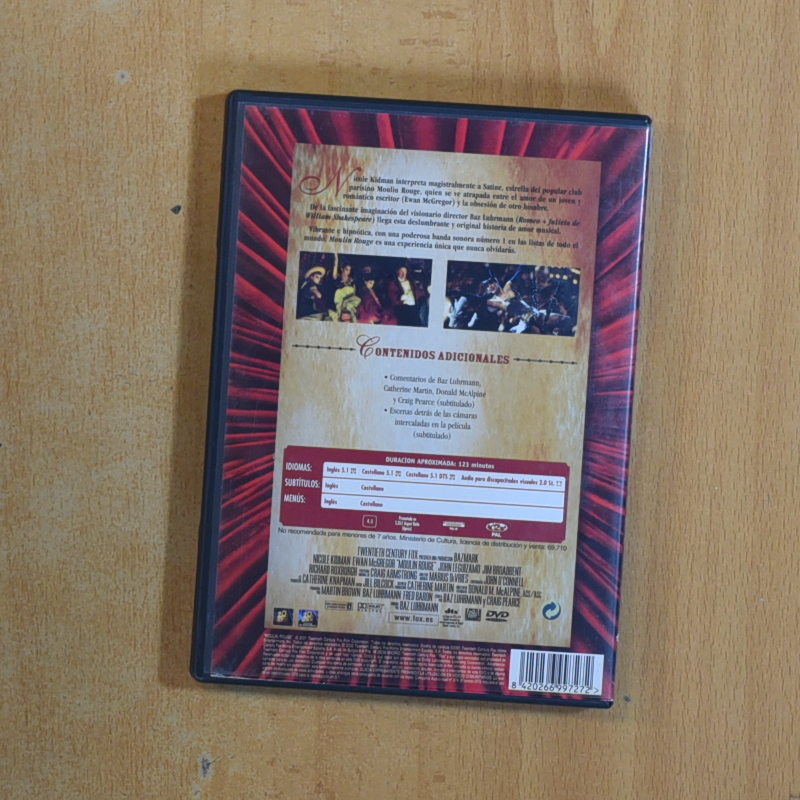 Nicole Kidman interpreta magistralmente a Satine, estrella del popular club
parisino Moulin Rouge, quien se ve atrapada entre el amor de un joven y
romántico escritor (Ewan McGregor) y la obsesión de otro hombre.
De la fascinante imaginación del visionario director Baz Luhrmann (Romeo + Julieta de
William Shakespeare) llega esta deslumbrante y original historia de amor musical.
Vibrante e hipnótica, con una poderosa banda sonora número 1 en las listas de todo el
mundo: Moulin Rouge es una experiencia única que nunca olvidarás.
CONTENIDOS ADICIONALES
• Comentarios de Baz Luhrmann,
Catherine Martin, Donald McAlpine
y Craig Pearce (subtitulado)
• Escenas detrás de las cámaras
intercaladas en la película
(subtitulado)
DURACION APROXIMADA: 123 minutos
IDIOMAS: Inglés 5.1 Castellano 5.1 Castellano 5.1 DTS Audio para discapacitados visuales 2.0 St.
SUBTÍTULOS: Inglés Castellano
MENÚS: Inglés Castellano
PAL
No recomendada para menores de 7 años. Ministerio de Cultura, licencia de distribución y venta: 69.710
TWENTIETH CENTURY FOX PRESENTA UNA PRODUCCIÓN BAZMARK
NICOLE KIDMAN EWAN McGREGOR "MOULIN ROUGE" JOHN LEGUIZAMO JIM BROADBENT
RICHARD ROXBURGH CRAIG ARMSTRONG MARIUS DeVRIES JOHN O'CONNELL
CATHERINE KNAPMAN JILL BILCOCK CATHERINE MARTIN DONALD M. McALPINE, ACS/ASC
MARTIN BROWN BAZ LUHRMANN FRED BARON BAZ LUHRMANN Y CRAIG PEARCE
BAZ LUHRMANN
www.fox.es
dts
DVD
8 420266 997272 >